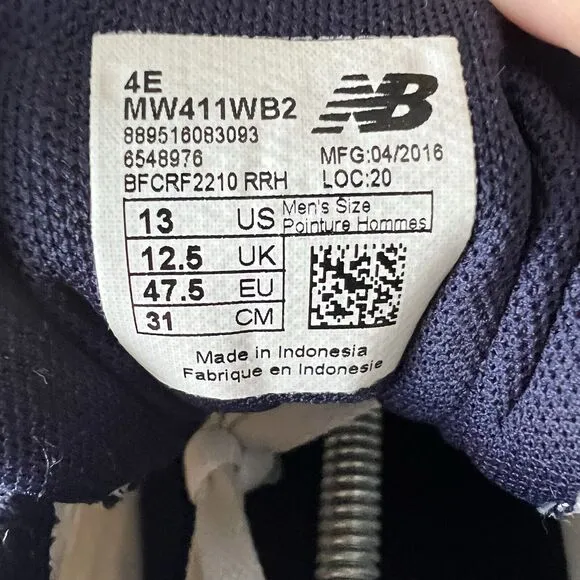 4E
MW411WB2
889516083093
6548976
BFCRF2210 RRH
NB
MFG:04/2016
LOC:20
13 US Men's Size
Pointure Hommes
12.5 UK
47.5 EU
31 CM
Made in Indonesia
Fabrique en Indonesie